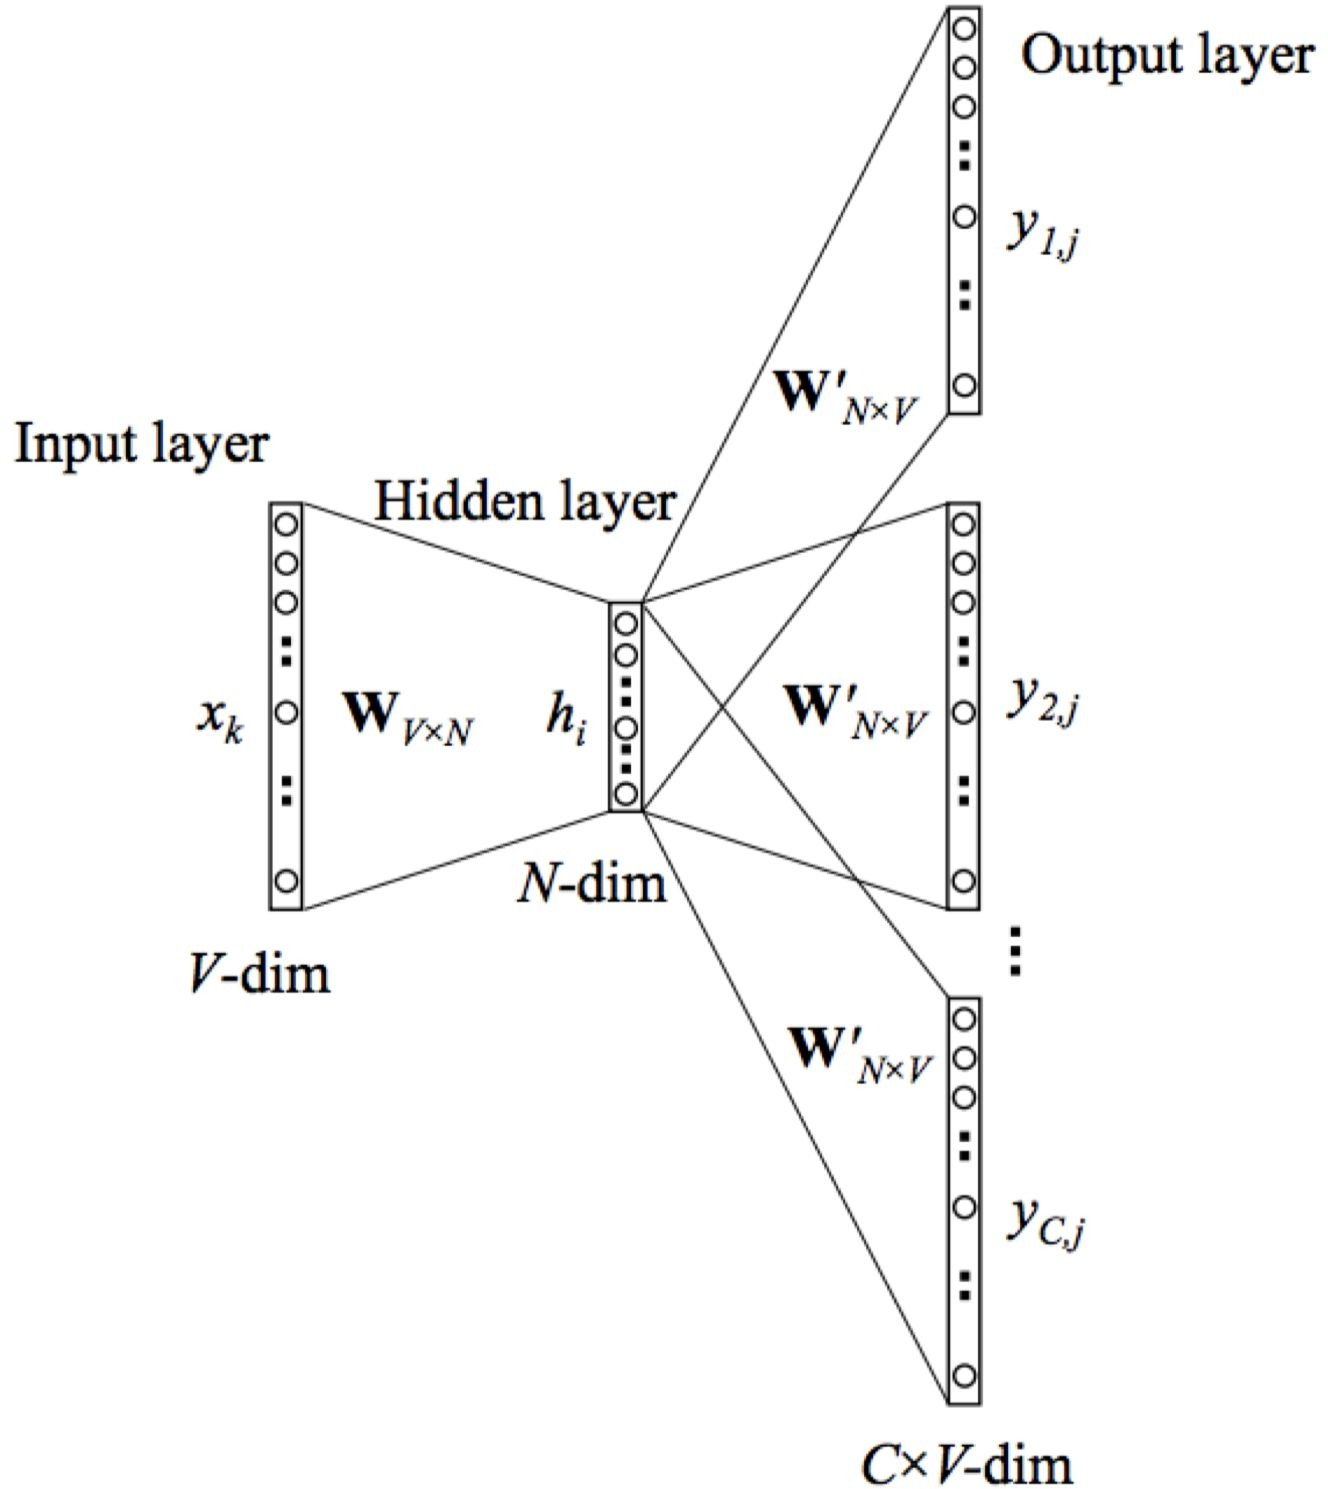 Output layer
y1,j
W'N×V
Input layer
Hidden layer
xk
WV×N
hi
W'N×V
y2,j
N-dim
V-dim
W'N×V
yC,j
C×V-dim